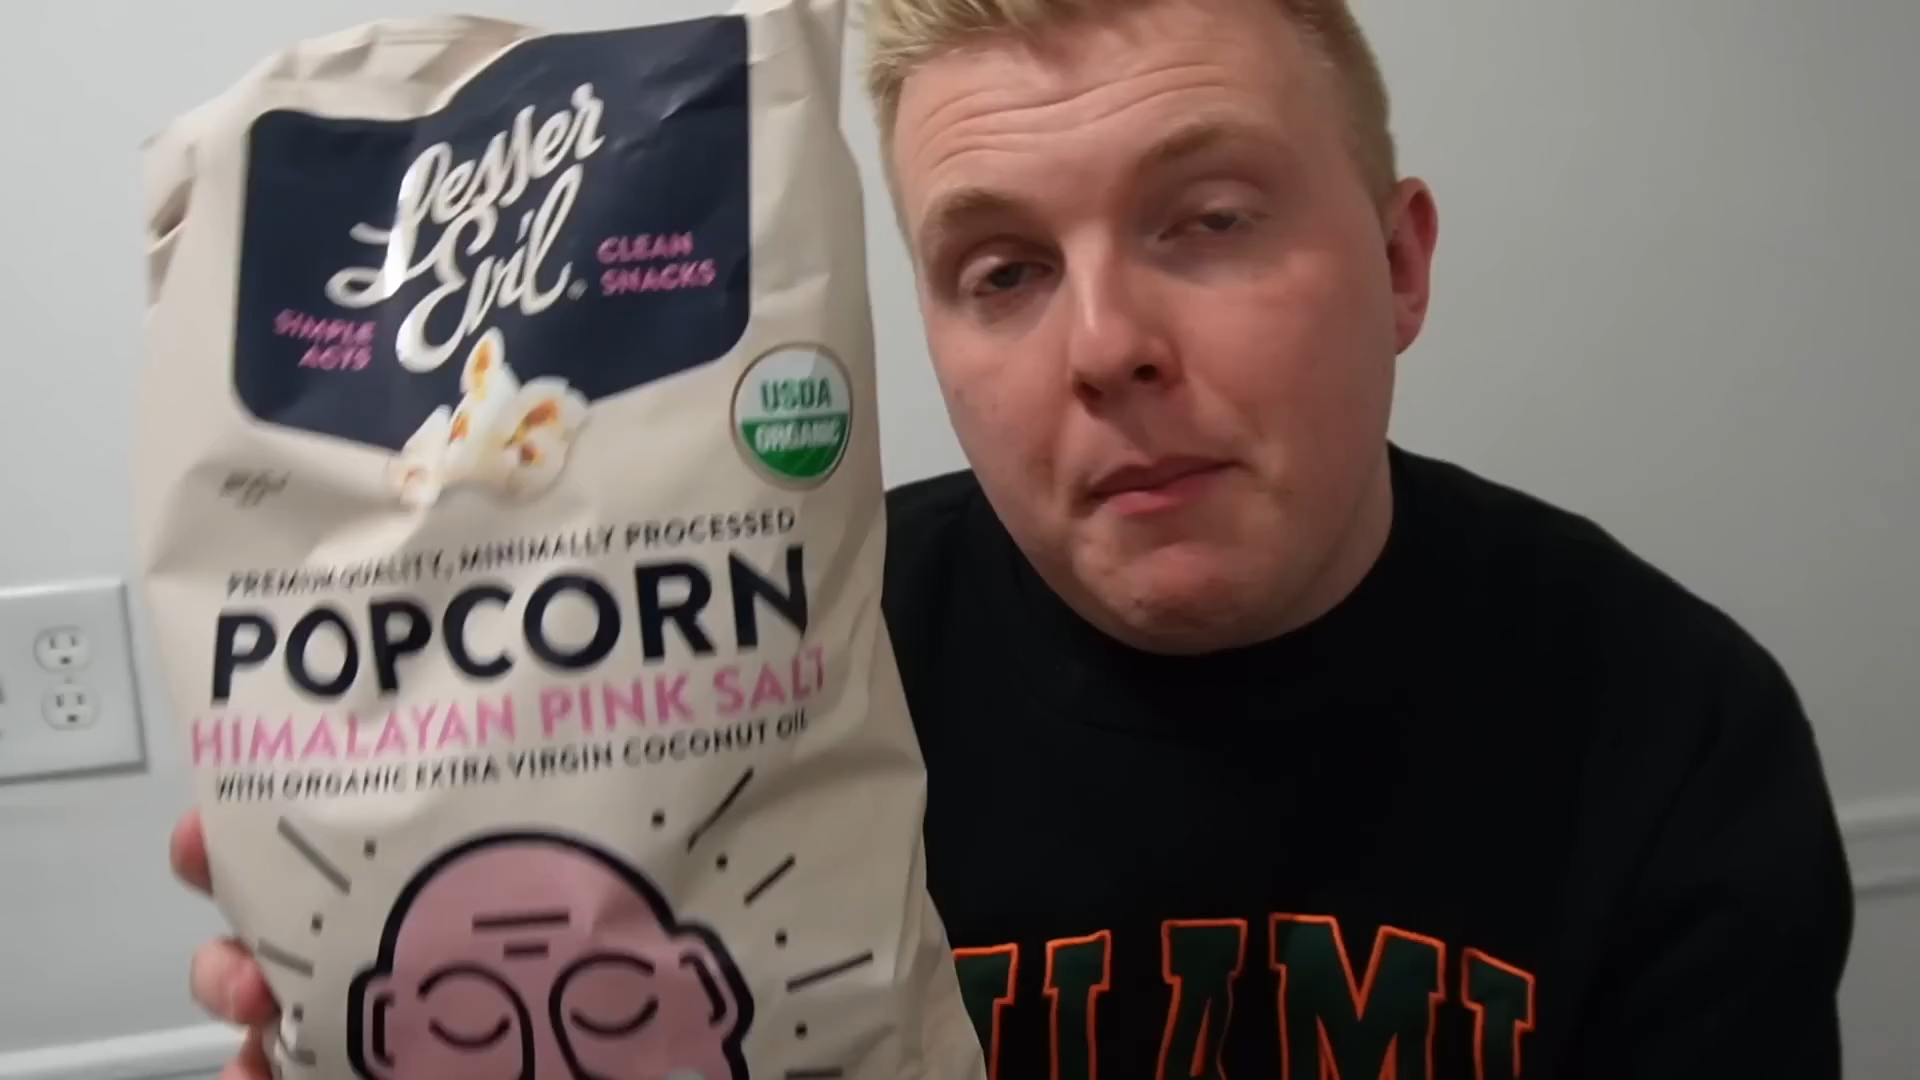 Lesser
Evil
CLEAN
SNACKS
SIMPLE
ACTS
USDA
ORGANIC
PREMIUM QUALITY, MINIMALLY PROCESSED
POPCORN
HIMALAYAN PINK SALT
WITH ORGANIC EXTRA VIRGIN COCONUT OIL
MIAMI